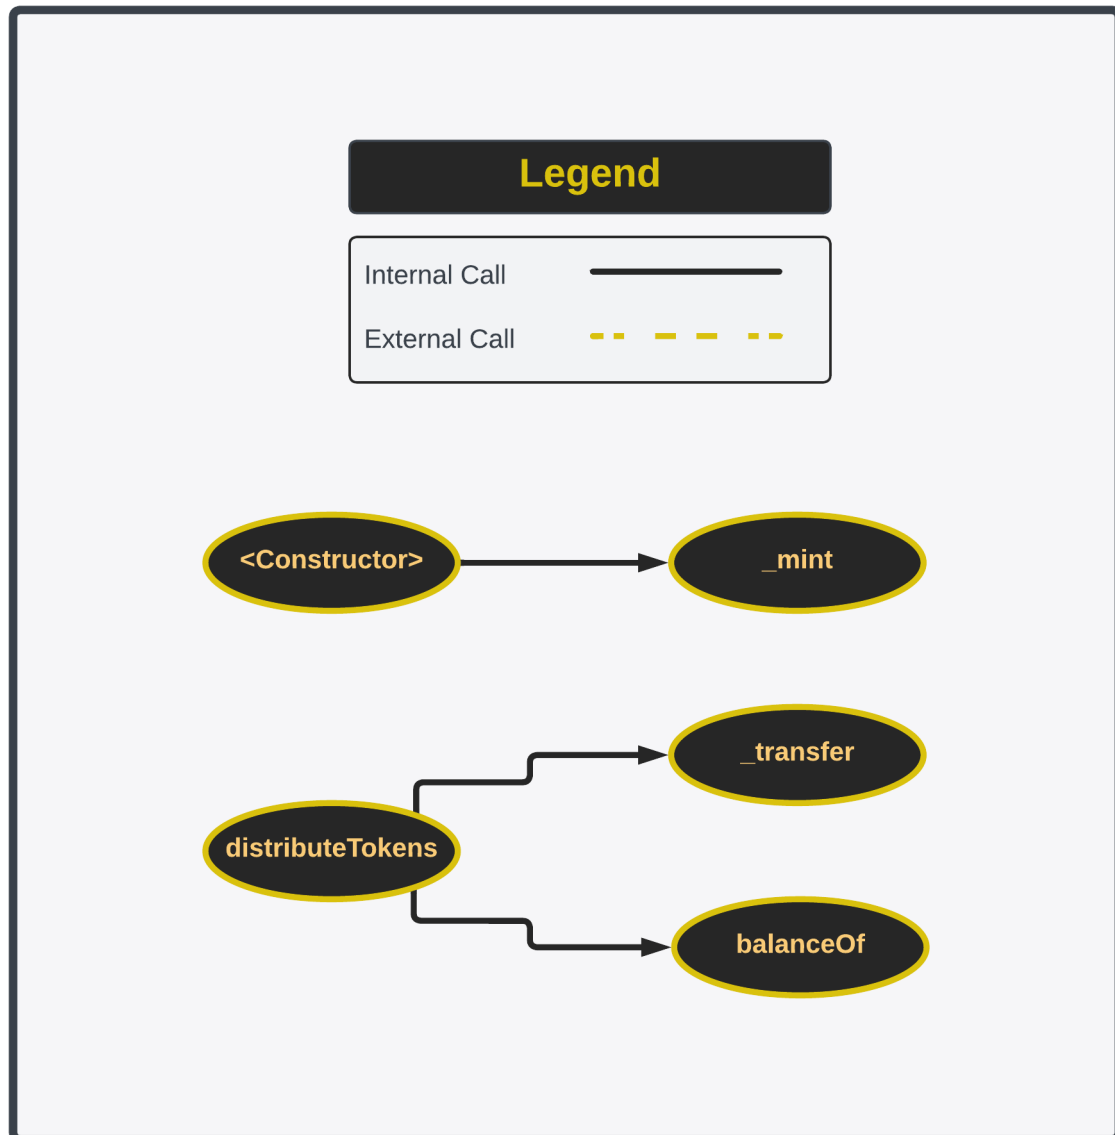 Legend
Internal Call
External Call
<Constructor>
_mint
_transfer
distributeTokens
balanceOf